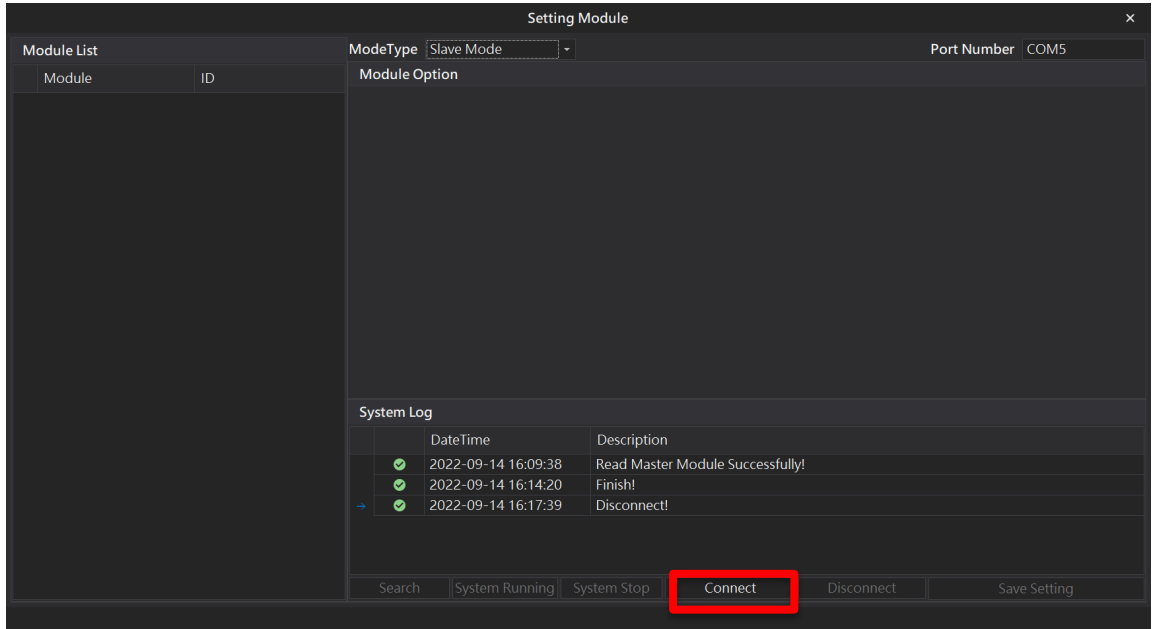 Setting Module
Module List
ModeType Slave Mode
Port Number COM5
Module ID
Module Option
System Log
DateTime Description
2022-09-14 16:09:38 Read Master Module Successfully!
2022-09-14 16:14:20 Finish!
2022-09-14 16:17:39 Disconnect!
Search System Running System Stop Connect Disconnect Save Setting